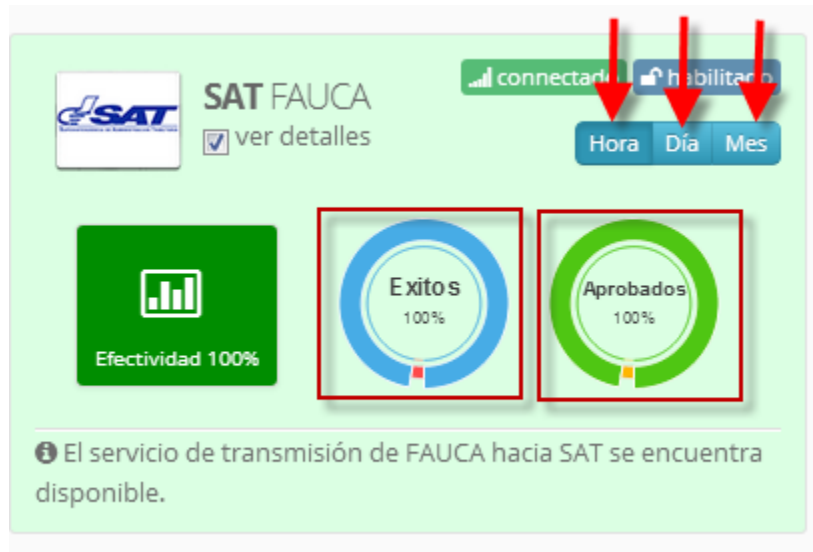 connectado
habilitado
SAT
SAT FAUCA
ver detalles
Hora Día Mes
Exitos
100%
Aprobados
100%
Efectividad 100%
El servicio de transmisión de FAUCA hacia SAT se encuentra
disponible.